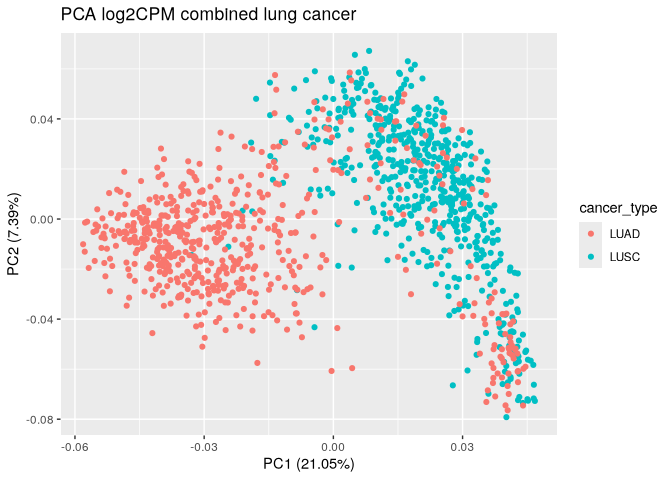 PCA log2CPM combined lung cancer
PC2 (7.39%)
0.04
0.00
-0.04
-0.08
-0.06
-0.03
0.00
0.03
PC1 (21.05%)
cancer_type
LUAD
LUSC